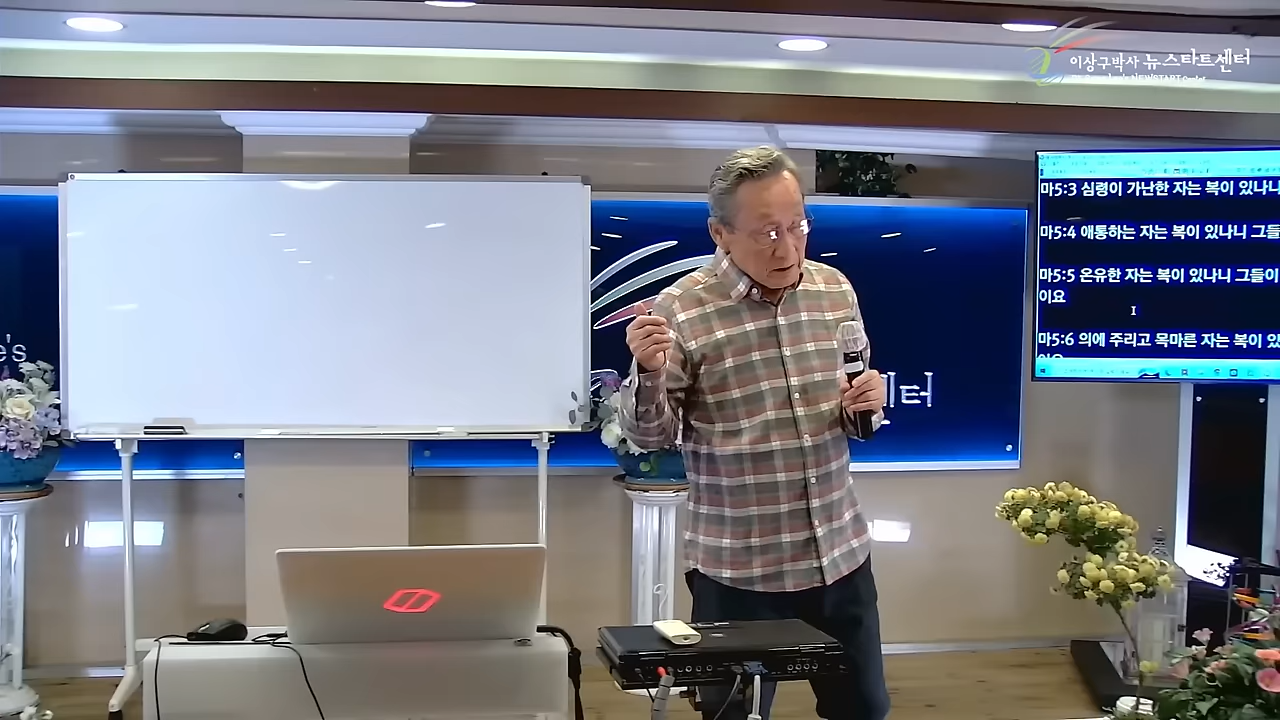 이상구박사 뉴스타트센터
마5:3 심령이 가난한 자는 복이 있나니
마5:4 애통하는 자는 복이 있나니 그들
마5:5 온유한 자는 복이 있나니 그들이
이요
마5:6 의에 주리고 목마른 자는 복이 있
e's
센터